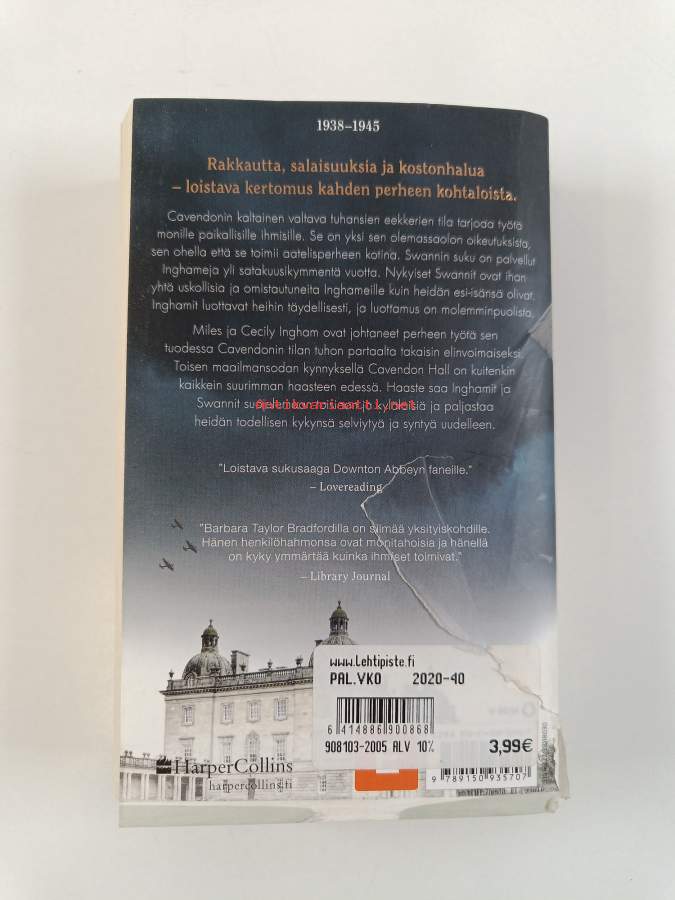 1938–1945
Rakkautta, salaisuuksia ja kostonhalua
– loistava kertomus kahden perheen kohtaloista.
Cavendonin kaltainen valtava tuhansien eekkerien tila tarjoaa työtä
monille paikallisille ihmisille. Se on yksi sen olemassaolon oikeutuksista,
sen ohella että se toimii aatelisperheen kotina. Swannin suku on palvellut
Inghameja yli satakuusikymmentä vuotta. Nykyiset Swannit ovat ihan
yhtä uskollisia ja omistautuneita Inghameille kuin heidän esi-isänsä olivat.
Inghamit luottavat heihin täydellisesti, ja luottamus on molemminpuolista.
Miles ja Cecily Ingham ovat johtaneet perheen työtä sen
tuodessa Cavendonin tilan tuhon partaalta takaisin elinvoimaiseksi.
Toisen maailmansodan kynnyksellä Cavendon Hall on kuitenkin
kaikkein suurimman haasteen edessä. Haaste saa Inghamit ja
Swannit
ja paljastaa
heidän todellisen kykynsä selviytyä ja syntyä uudelleen.
"Loistava sukusaaga Downton Abbeyn faneille."
– Lovereading
"Barbara Taylor Bradfordilla on silmää yksityiskohdille.
Hänen henkilöhahmonsa ovat monitahoisia ja hänellä
on kyky ymmärtää kuinka ihmiset toimivat."
– Library Journal
www.Lehtipiste.fi
PAL.VKO 2020-40
6 414886 900868
908103-2005 ALV 10%
3,99€
9 789150 935707
HarperCollins
harpercollins.fi